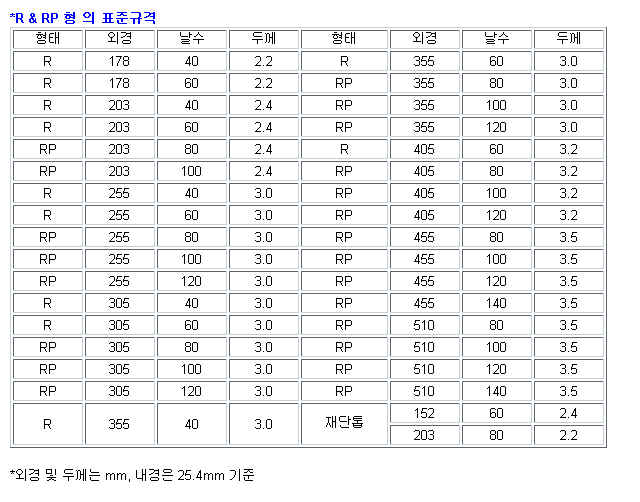 *R & RP 형 의 표준규격
형태 외경 날수 두께 형태 외경 날수 두께
R 178 40 2.2 R 355 60 3.0
R 178 60 2.2 RP 355 80 3.0
R 203 40 2.4 RP 355 100 3.0
R 203 60 2.4 RP 355 120 3.0
RP 203 80 2.4 R 405 60 3.2
RP 203 100 2.4 RP 405 80 3.2
R 255 40 3.0 RP 405 100 3.2
R 255 60 3.0 RP 405 120 3.2
RP 255 80 3.0 RP 455 80 3.5
RP 255 100 3.0 RP 455 100 3.5
RP 255 120 3.0 RP 455 120 3.5
R 305 40 3.0 RP 455 140 3.5
R 305 60 3.0 RP 510 80 3.5
RP 305 80 3.0 RP 510 100 3.5
RP 305 100 3.0 RP 510 120 3.5
RP 305 120 3.0 RP 510 140 3.5
R 355 40 3.0 재단톱 152 60 2.4
203 80 2.2
*외경 및 두께는 mm, 내경은 25.4mm 기준